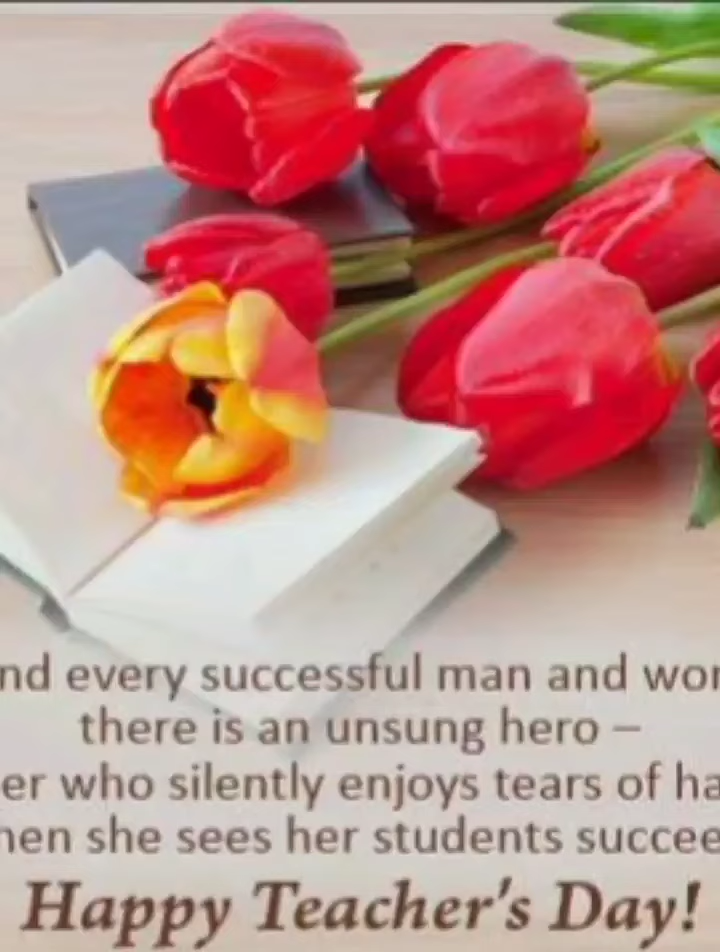 nd every successful man and wor
there is an unsung hero –
er who silently enjoys tears of ha
hen she sees her students succee
Happy Teacher's Day!